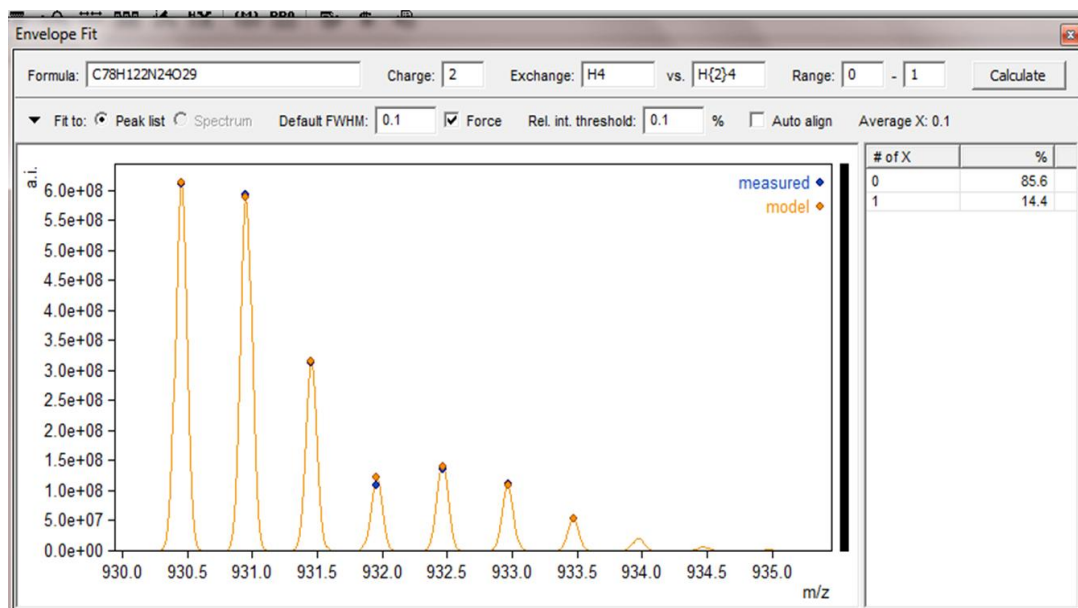 Envelope Fit
x
Formula: C78H122N24O29 Charge: 2 Exchange: H4 vs. H{2}4 Range: 0 - 1 Calculate
Fit to: Peak list Spectrum Default FWHM: 0.1 Force Rel. int. threshold: 0.1 % Auto align Average X: 0.1
a.i.
measured
model
6.0e+08
5.5e+08
5.0e+08
4.5e+08
4.0e+08
3.5e+08
3.0e+08
2.5e+08
2.0e+08
1.5e+08
1.0e+08
5.0e+07
0.0e+00
930.0 930.5 931.0 931.5 932.0 932.5 933.0 933.5 934.0 934.5 935.0
m/z
# of X %
0 85.6
1 14.4